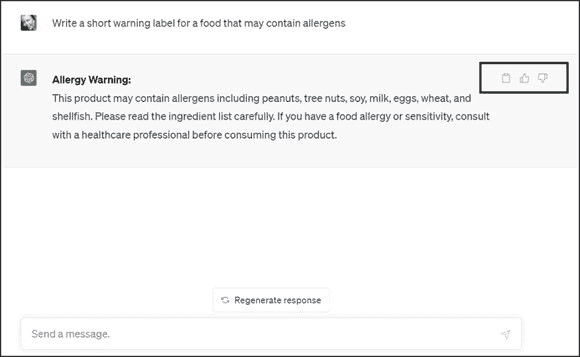 Write a short warning label for a food that may contain allergens
Allergy Warning:
This product may contain allergens including peanuts, tree nuts, soy, milk, eggs, wheat, and
shellfish. Please read the ingredient list carefully. If you have a food allergy or sensitivity, consult
with a healthcare professional before consuming this product.
Regenerate response
Send a message.